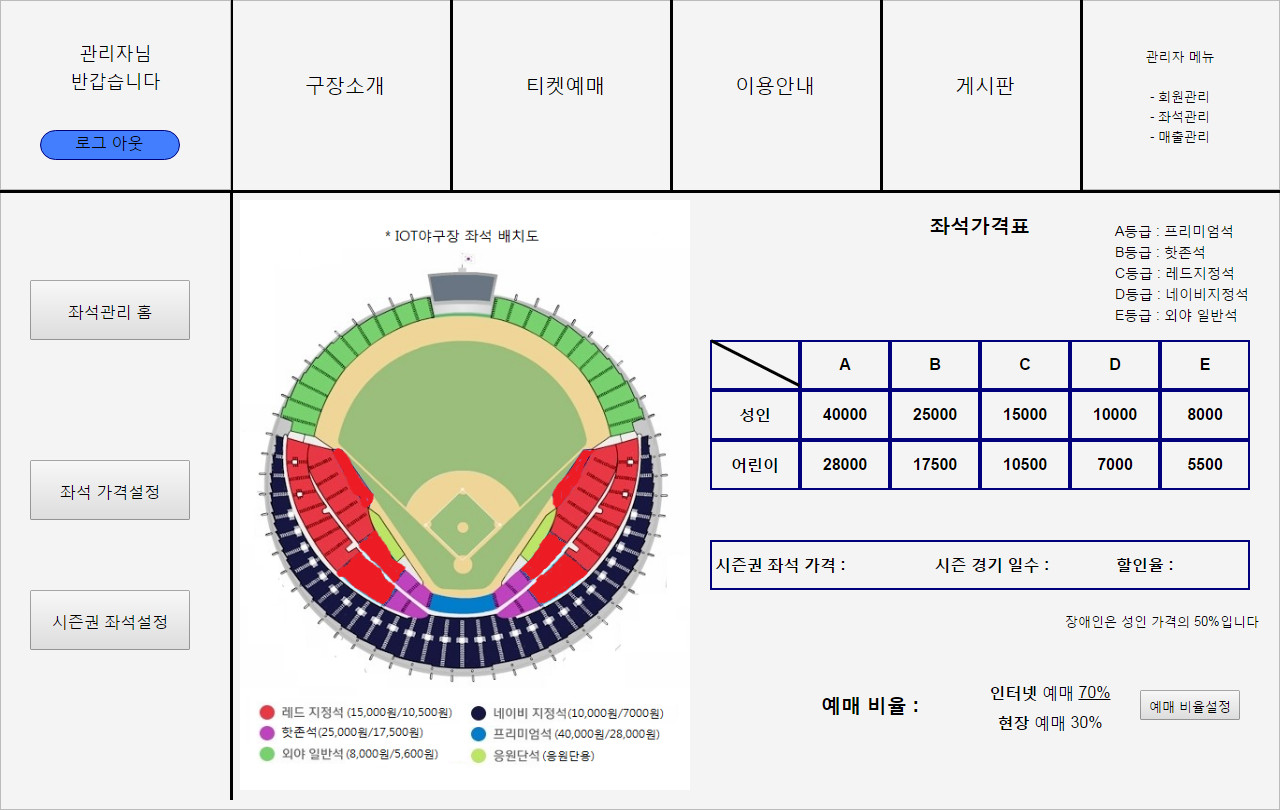 관리자님
반갑습니다
로그 아웃
구장소개
티켓예매
이용안내
게시판
관리자 메뉴
- 회원관리
- 좌석관리
- 매출관리
좌석관리 홈
좌석 가격설정
시즌권 좌석설정
* IOT야구장 좌석 배치도
레드 지정석 (15,000원/10,500원)
네이비 지정석(10,000원/7000원)
핫존석(25,000원/17,500원)
프리미엄석 (40,000원/28,000원)
외야 일반석 (8,000원/5,600원)
응원단석 (응원단용)
좌석가격표
A등급 : 프리미엄석
B등급 : 핫존석
C등급 : 레드지정석
D등급 : 네이비지정석
E등급 : 외야 일반석
A B C D E
성인 40000 25000 15000 10000 8000
어린이 28000 17500 10500 7000 5500
시즌권 좌석 가격 : 시즌 경기 일수 : 할인율 :
장애인은 성인 가격의 50%입니다
예매 비율 :
인터넷 예매 70%
현장 예매 30%
예매 비율설정